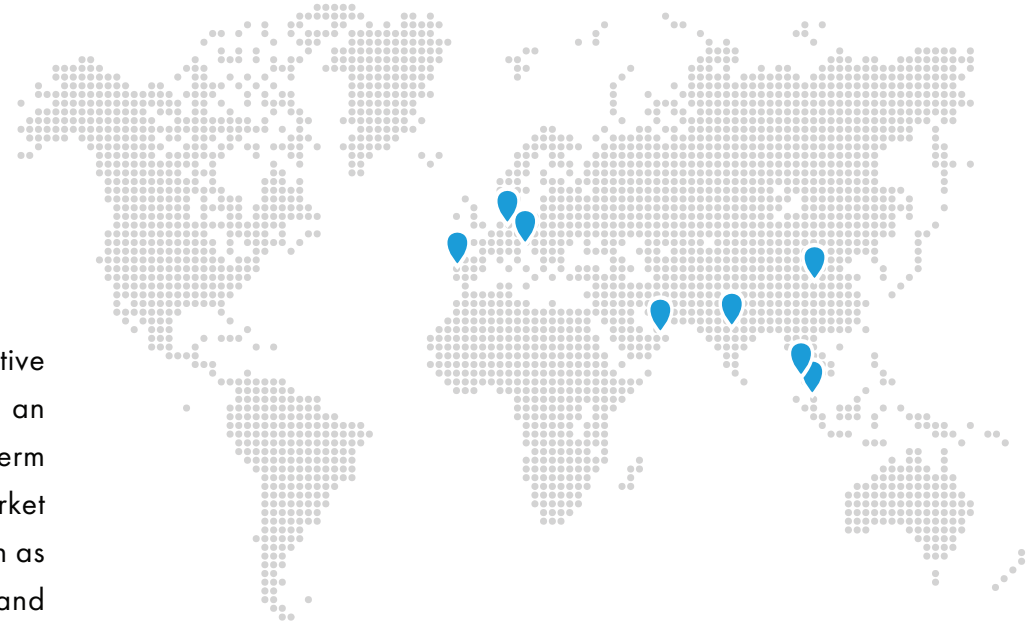 tive
an
erm
rket
n as
and